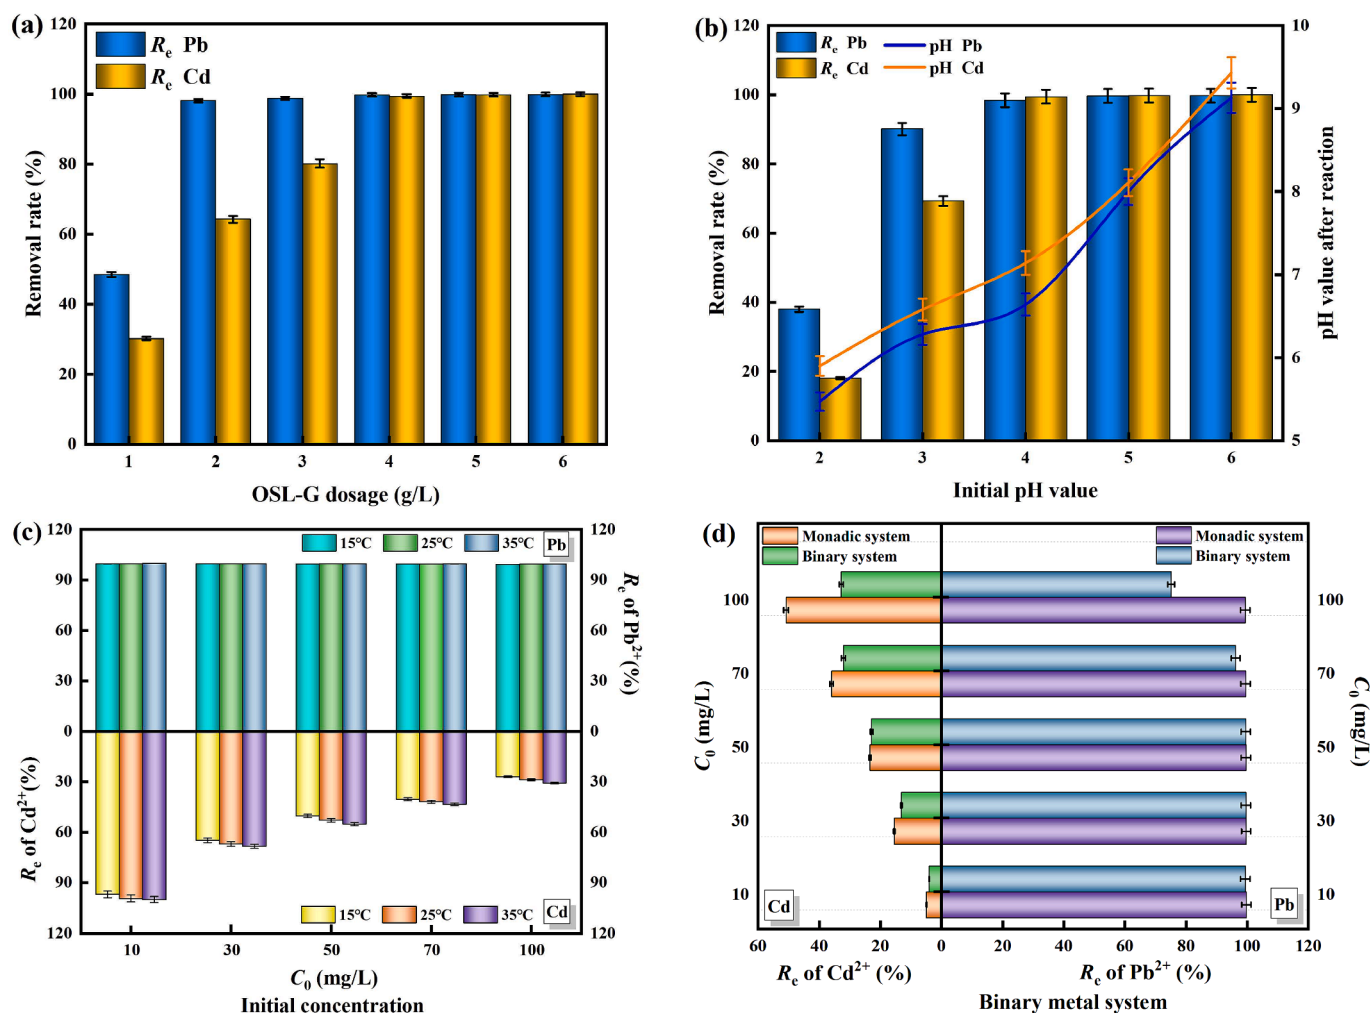 (a)
120
100
80
60
40
20
0
Removal rate (%)
Re Pb
Re Cd
1 2 3 4 5 6
OSL-G dosage (g/L)
(b)
120
100
80
60
40
20
0
Removal rate (%)
Re Pb pH Pb
Re Cd pH Cd
10
9
8
7
6
5
pH value after reaction
2 3 4 5 6
Initial pH value
(c)
120 120
90 90
60 60
30 30
0 0
30 30
60 60
90 90
120 120
15°C 25°C 35°C Pb
Re of Pb2+(%)
Re of Cd2+(%)
15°C 25°C 35°C Cd
10 30 50 70 100
C0 (mg/L)
Initial concentration
(d)
Monadic system Monadic system
Binary system Binary system
100 100
70 70
50 50
30 30
10 10
C0 (mg/L) C0 (mg/L)
Cd Pb
60 40 20 0 20 40 60 80 100 120
Re of Cd2+ (%) Re of Pb2+ (%)
Binary metal system